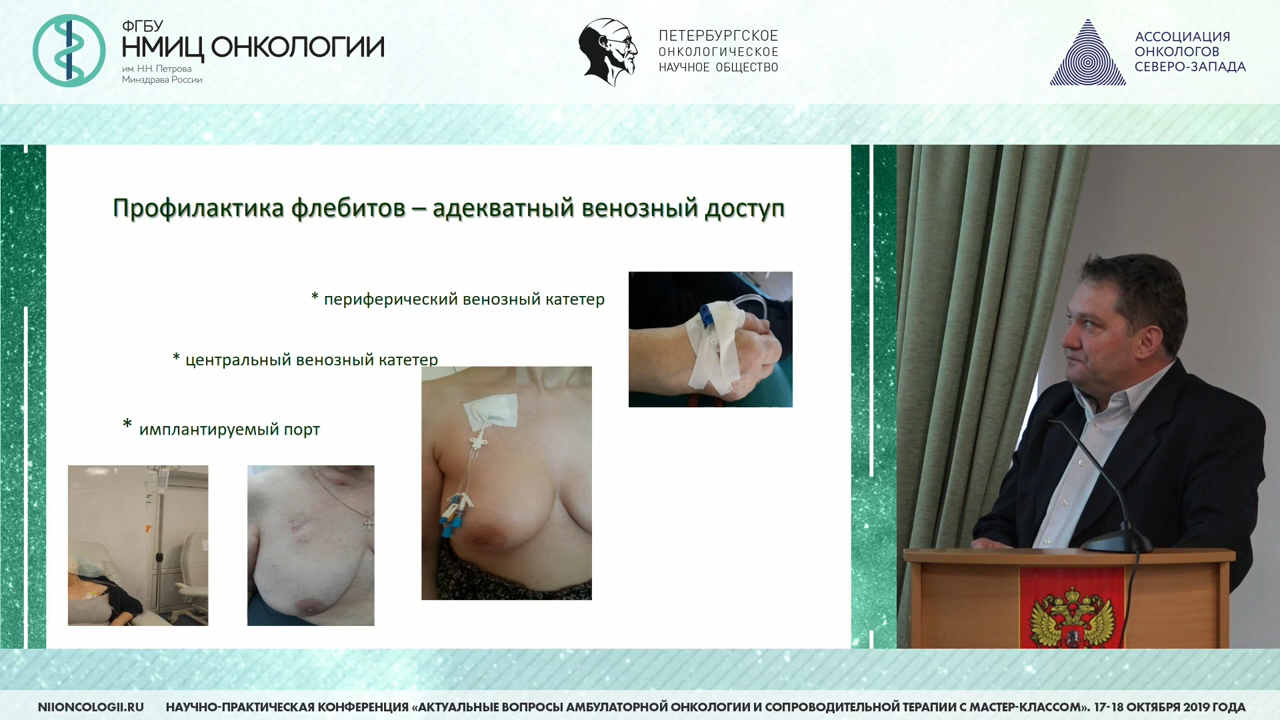 ФГБУ
НМИЦ ОНКОЛОГИИ
им. Н.Н. Петрова
Минздрава России
ПЕТЕРБУРГСКОЕ
ОНКОЛОГИЧЕСКОЕ
НАУЧНОЕ ОБЩЕСТВО
АССОЦИАЦИЯ
ОНКОЛОГОВ
СЕВЕРО-ЗАПАДА
Профилактика флебитов – адекватный венозный доступ
* периферический венозный катетер
* центральный венозный катетер
* имплантируемый порт
NIIONCOLOGII.RU НАУЧНО-ПРАКТИЧЕСКАЯ КОНФЕРЕНЦИЯ «АКТУАЛЬНЫЕ ВОПРОСЫ АМБУЛАТОРНОЙ ОНКОЛОГИИ И СОПРОВОДИТЕЛЬНОЙ ТЕРАПИИ С МАСТЕР-КЛАССОМ». 17-18 ОКТЯБРЯ 2019 ГОДА